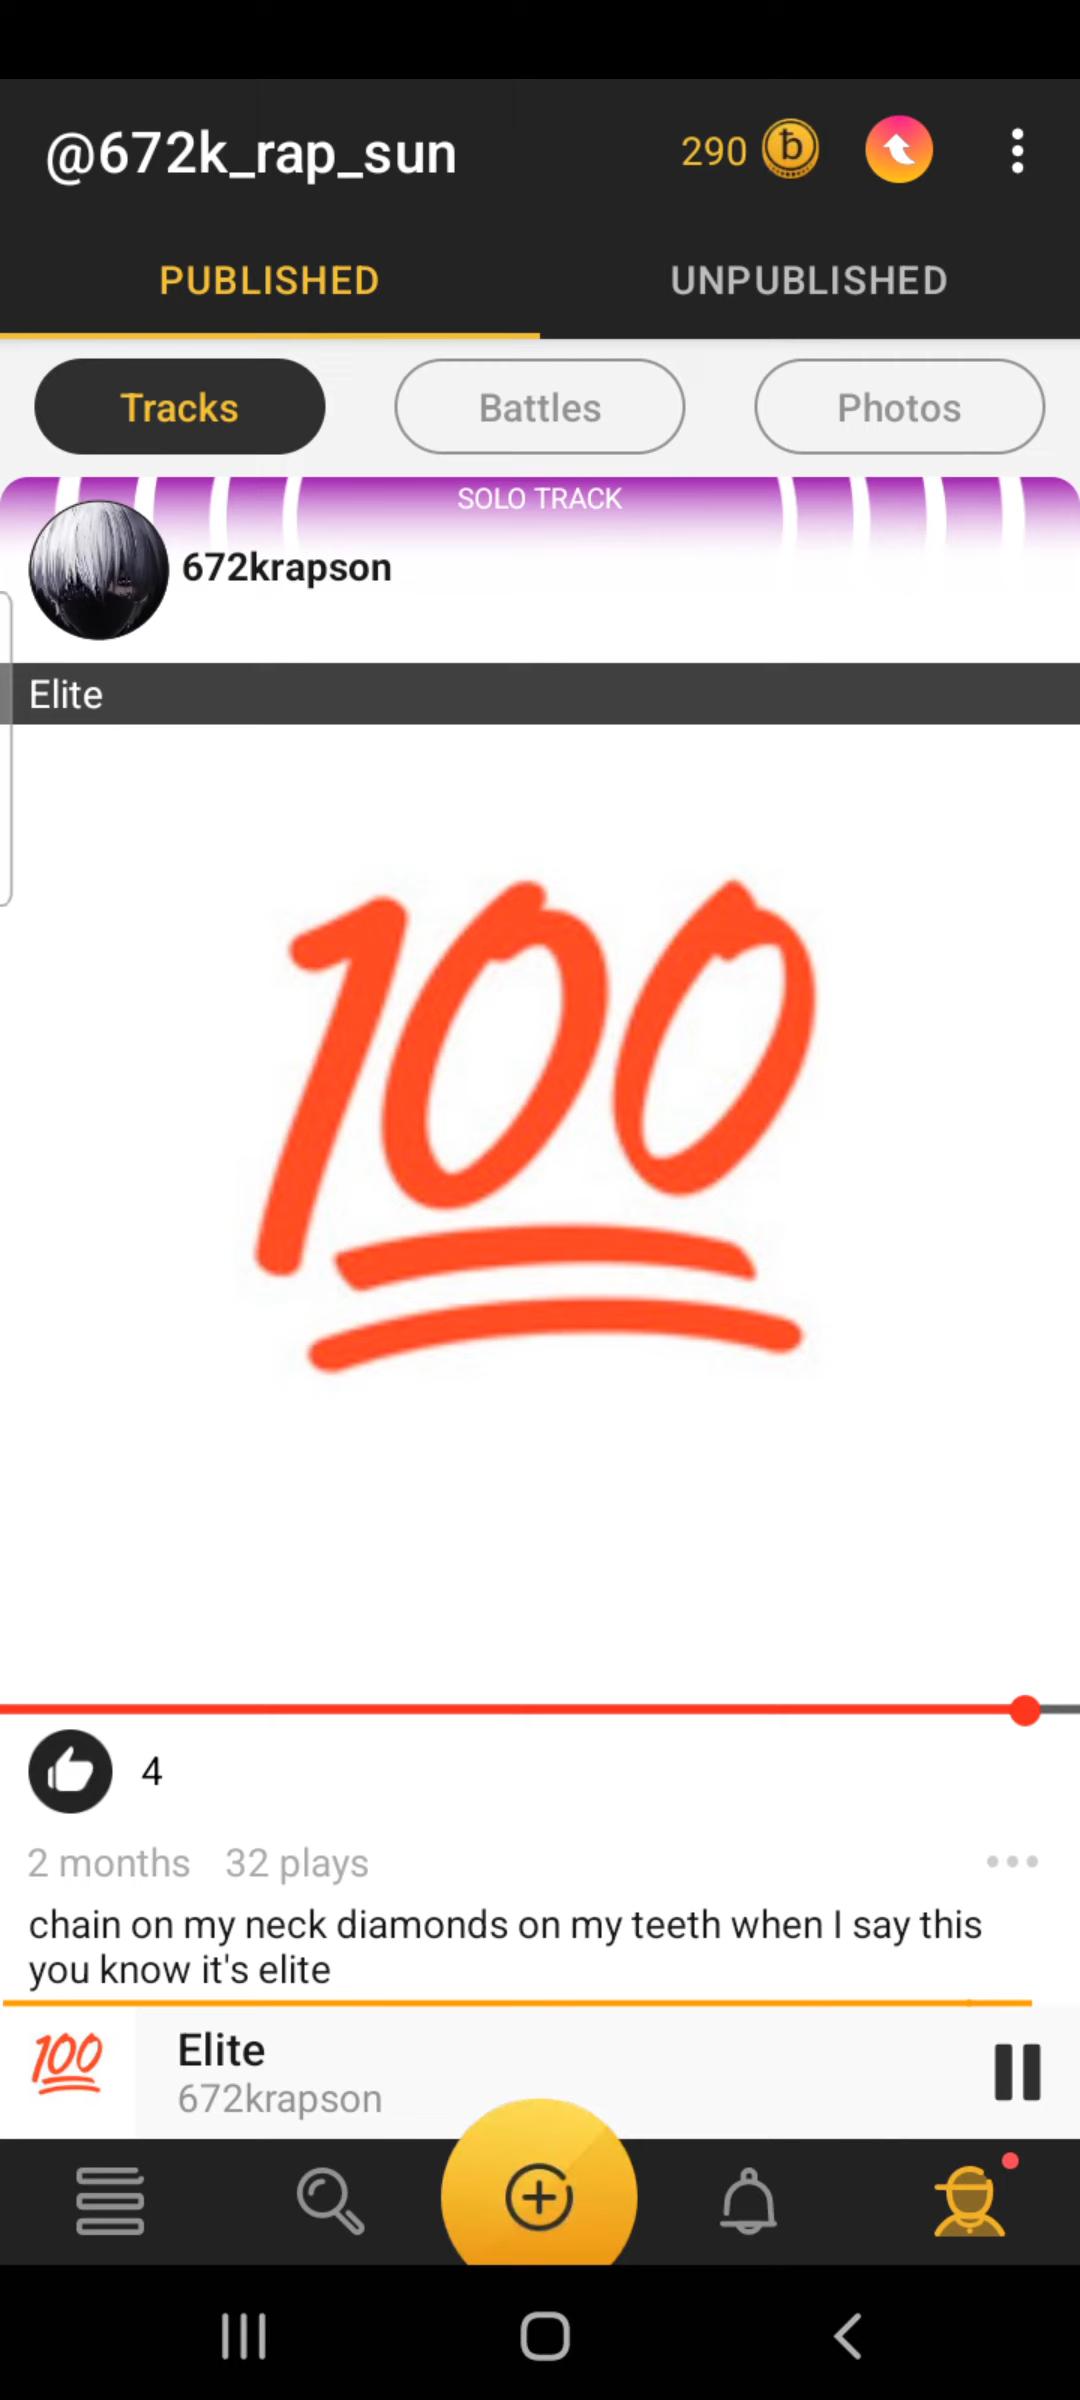 @672k_rap_sun 290
PUBLISHED UNPUBLISHED
Tracks Battles Photos
SOLO TRACK
672krapson
Elite
100
4
2 months 32 plays
chain on my neck diamonds on my teeth when I say this
you know it's elite
100
Elite
672krapson